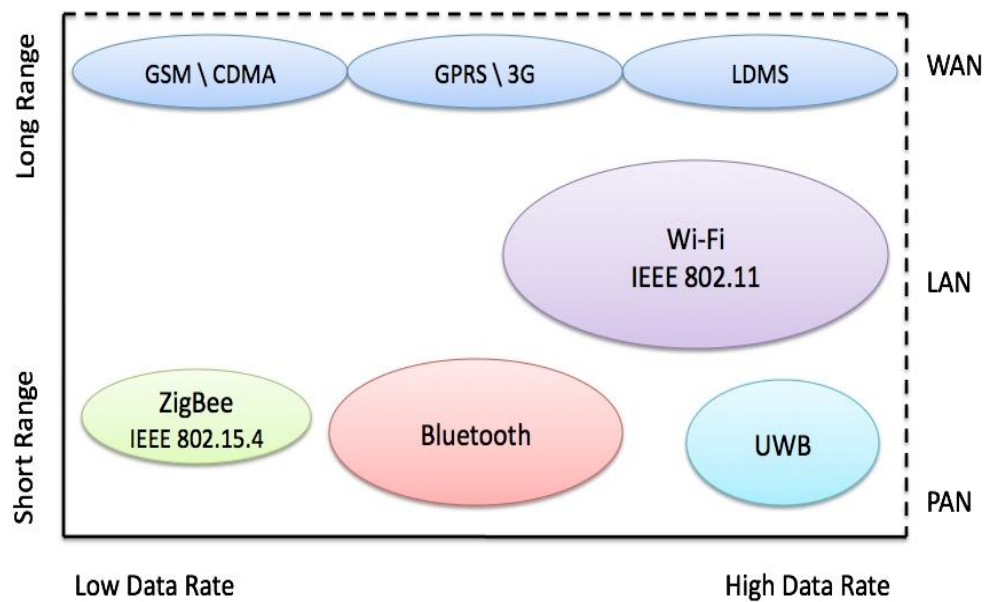 Long Range
GSM \ CDMA
GPRS \ 3G
LDMS
WAN
Wi-Fi
IEEE 802.11
LAN
Short Range
ZigBee
IEEE 802.15.4
Bluetooth
UWB
PAN
Low Data Rate
High Data Rate